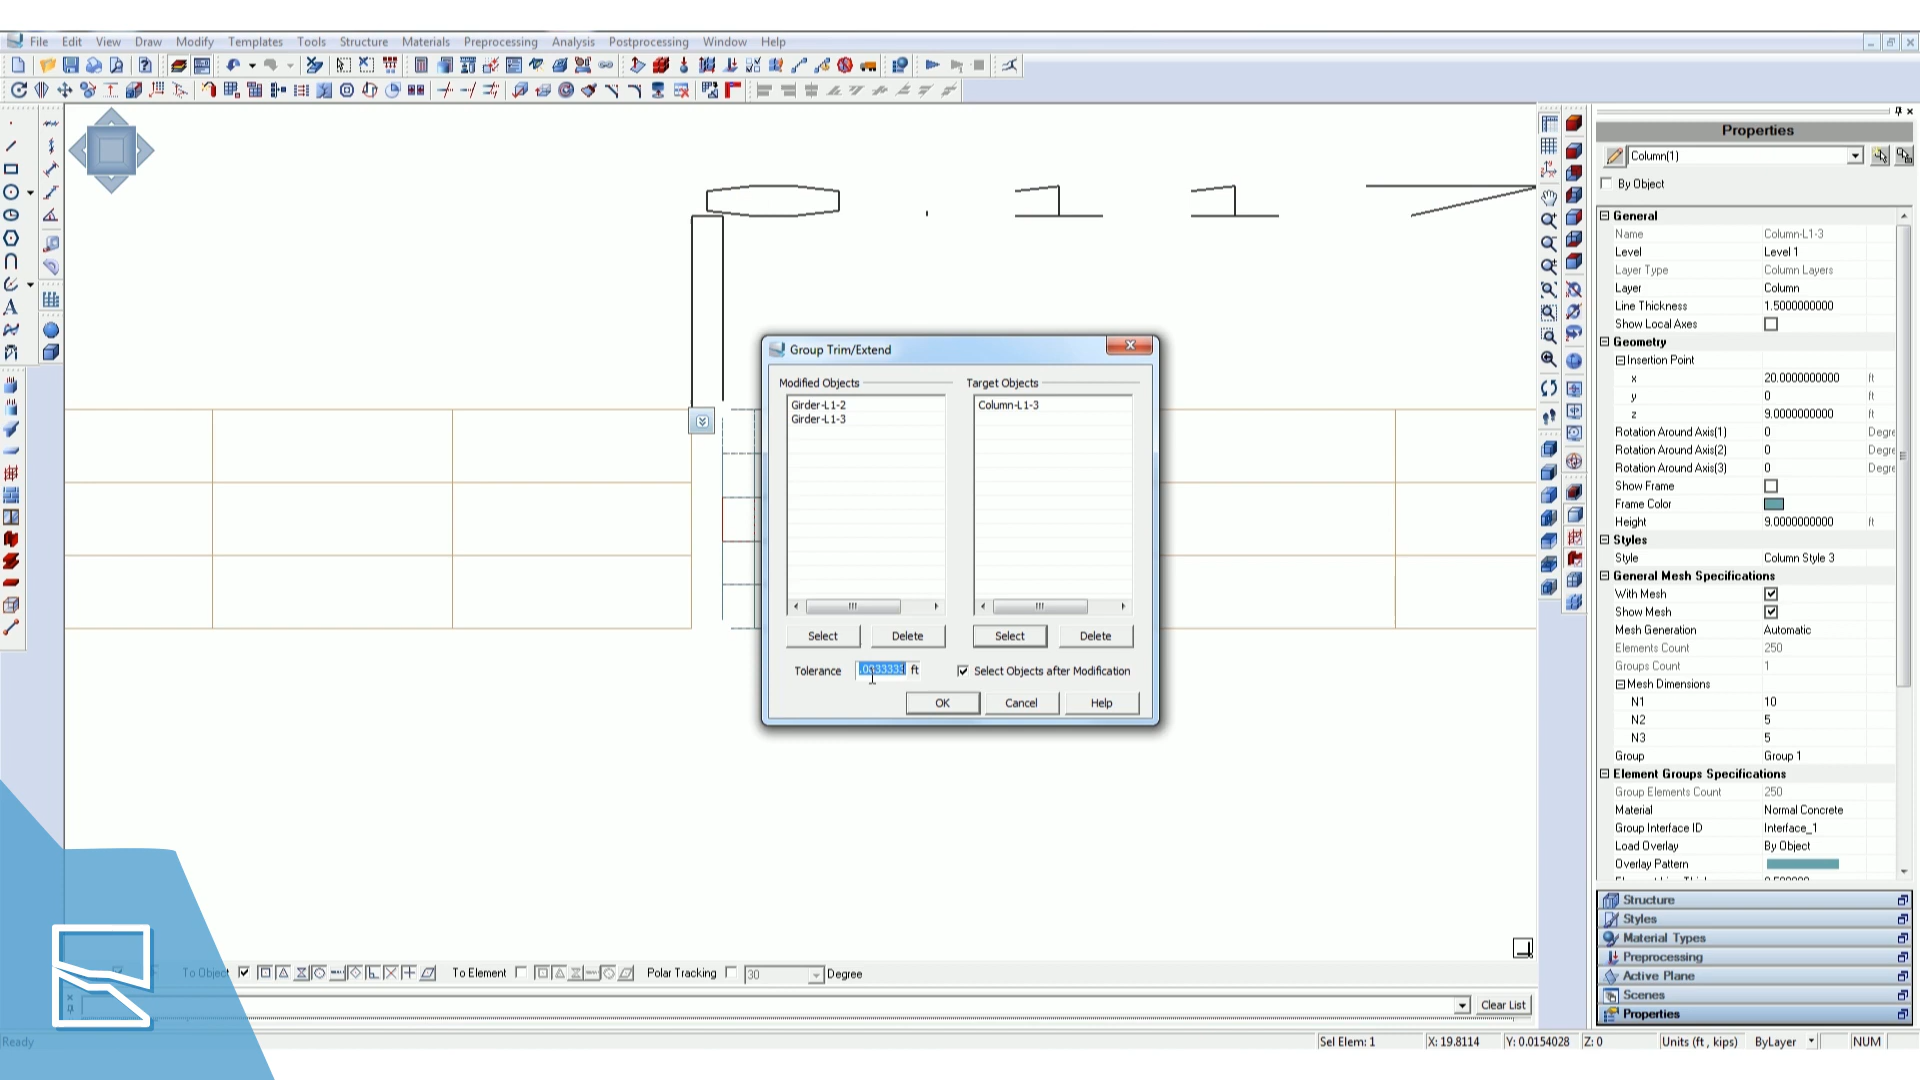 File Edit View Draw Modify Templates Tools Structure Materials Preprocessing Analysis Postprocessing Window Help
Properties
Column(1)
By Object
General
Name Column-L1-3
Level Level 1
Layer Type Column Layers
Layer Column
Line Thickness 1.5000000000
Show Local Axes
Geometry
Insertion Point
x 20.0000000000 ft
y 0 ft
z 9.0000000000 ft
Rotation Around Axis(1) 0 Degre
Rotation Around Axis(2) 0 Degre
Rotation Around Axis(3) 0 Degre
Show Frame
Frame Color
Height 9.0000000000 ft
Styles
Style Column Style 3
General Mesh Specifications
With Mesh
Show Mesh
Mesh Generation Automatic
Elements Count 250
Groups Count 1
Mesh Dimensions
N1 10
N2 5
N3 5
Group Group 1
Element Groups Specifications
Group Elements Count 250
Material Normal Concrete
Group Interface ID Interface_1
Load Overlay By Object
Overlay Pattern
Structure
Styles
Material Types
Preprocessing
Active Plane
Scenes
Properties
Group Trim/Extend
Modified Objects Target Objects
Girder-L1-2 Column-L1-3
Girder-L1-3
Select Delete Select Delete
Tolerance .0033333 ft Select Objects after Modification
OK Cancel Help
To Object To Element Polar Tracking 30 Degree
Clear List
Ready Sel Elem: 1 X: 19.8114 Y: 0.0154028 Z: 0 Units (ft , kips) ByLayer NUM